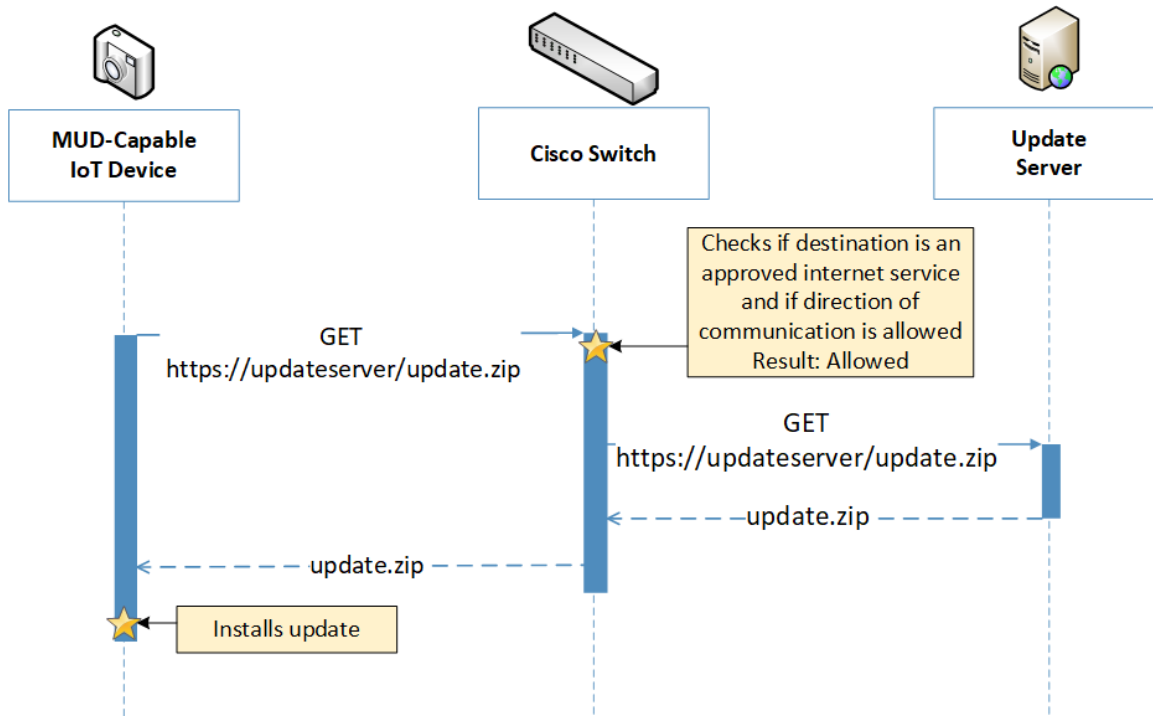 MUD-Capable
IoT Device
Cisco Switch
Update
Server
Checks if destination is an
approved internet service
and if direction of
communication is allowed
Result: Allowed
GET
https://updateserver/update.zip
GET
https://updateserver/update.zip
update.zip
update.zip
Installs update